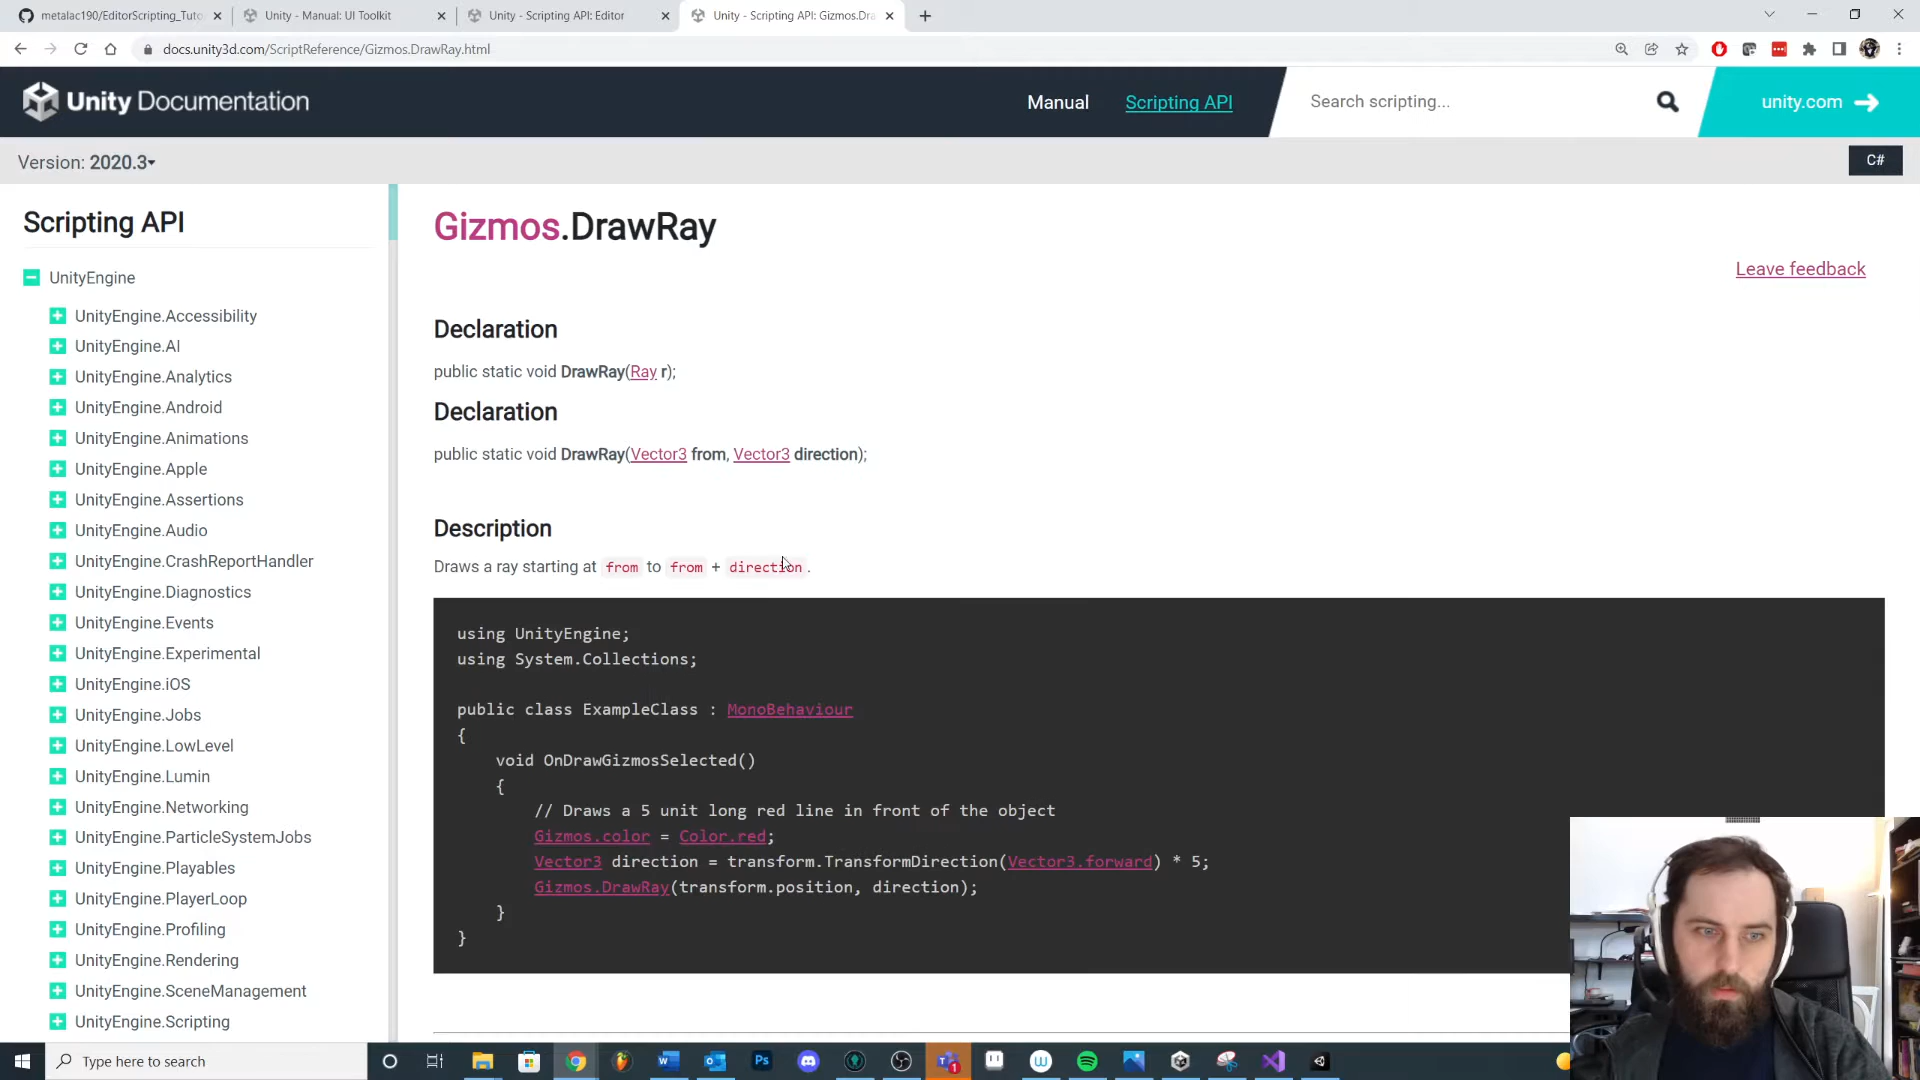 metalac190/EditorScripting_Tuto
Unity - Manual: UI Toolkit
Unity - Scripting API: Editor
Unity - Scripting API: Gizmos.Dra
docs.unity3d.com/ScriptReference/Gizmos.DrawRay.html
Unity Documentation
Manual
Scripting API
Search scripting...
unity.com
Version: 2020.3
C#
Scripting API
UnityEngine
UnityEngine.Accessibility
UnityEngine.AI
UnityEngine.Analytics
UnityEngine.Android
UnityEngine.Animations
UnityEngine.Apple
UnityEngine.Assertions
UnityEngine.Audio
UnityEngine.CrashReportHandler
UnityEngine.Diagnostics
UnityEngine.Events
UnityEngine.Experimental
UnityEngine.iOS
UnityEngine.Jobs
UnityEngine.LowLevel
UnityEngine.Lumin
UnityEngine.Networking
UnityEngine.ParticleSystemJobs
UnityEngine.Playables
UnityEngine.PlayerLoop
UnityEngine.Profiling
UnityEngine.Rendering
UnityEngine.SceneManagement
UnityEngine.Scripting
Gizmos.DrawRay
Leave feedback
Declaration
public static void DrawRay(Ray r);
Declaration
public static void DrawRay(Vector3 from, Vector3 direction);
Description
Draws a ray starting at from to from + direction.
using UnityEngine;
using System.Collections;
public class ExampleClass : MonoBehaviour
{
void OnDrawGizmosSelected()
{
// Draws a 5 unit long red line in front of the object
Gizmos.color = Color.red;
Vector3 direction = transform.TransformDirection(Vector3.forward) * 5;
Gizmos.DrawRay(transform.position, direction);
}
}
Type here to search